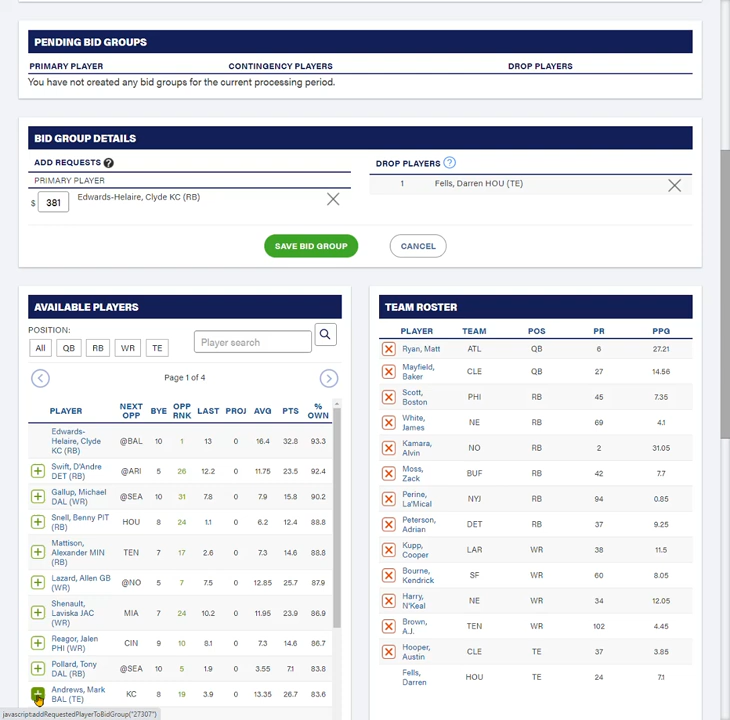 PENDING BID GROUPS
PRIMARY PLAYER CONTINGENCY PLAYERS DROP PLAYERS
You have not created any bid groups for the current processing period.
BID GROUP DETAILS
ADD REQUESTS ?
PRIMARY PLAYER
$ 381 Edwards-Helaire, Clyde KC (RB)
DROP PLAYERS ?
1 Fells, Darren HOU (TE)
SAVE BID GROUP CANCEL
AVAILABLE PLAYERS
POSITION:
All QB RB WR TE Player search
Page 1 of 4
PLAYER NEXT OPP BYE OPP RNK LAST PROJ AVG PTS % OWN
Edwards-
Helaire, Clyde @BAL 10 1 13 0 16.4 32.8 93.3
KC (RB)
Swift, D'Andre
DET (RB) @ARI 5 26 12.2 0 11.75 23.5 92.4
Gallup, Michael
DAL (WR) @SEA 10 31 7.8 0 7.9 15.8 90.2
Snell, Benny PIT
(RB) HOU 8 24 1.1 0 6.2 12.4 88.8
Mattison,
Alexander MIN TEN 7 17 2.6 0 7.3 14.6 88.8
(RB)
Lazard, Allen GB
(WR) @NO 5 7 7.5 0 12.85 25.7 87.9
Shenault,
Laviska JAC MIA 7 24 10.2 0 11.95 23.9 86.9
(WR)
Reagor, Jalen
PHI (WR) CIN 9 10 8.1 0 7.3 14.6 86.7
Pollard, Tony
DAL (RB) @SEA 10 5 1.9 0 3.55 7.1 83.8
Andrews, Mark
BAL (TE) KC 8 19 3.9 0 13.35 26.7 83.6
javascript:addRequestedPlayerToBidGroup("27307")
TEAM ROSTER
PLAYER TEAM POS PR PPG
Ryan, Matt ATL QB 6 27.21
Mayfield,
Baker CLE QB 27 14.56
Scott,
Boston PHI RB 45 7.35
White,
James NE RB 69 4.1
Kamara,
Alvin NO RB 2 31.05
Moss,
Zack BUF RB 42 7.7
Perine,
La'Mical NYJ RB 94 0.85
Peterson,
Adrian DET RB 37 9.25
Kupp,
Cooper LAR WR 38 11.5
Bourne,
Kendrick SF WR 60 8.05
Harry,
N'Keal NE WR 34 12.05
Brown,
A.J. TEN WR 102 4.45
Hooper,
Austin CLE TE 37 3.85
Fells,
Darren HOU TE 24 7.1